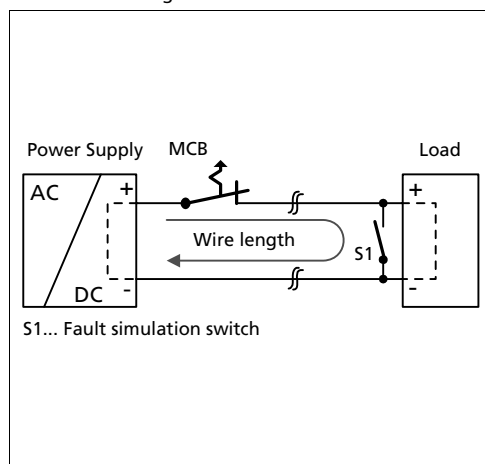 Power Supply
MCB
Load
AC
+
+
Wire length
S1
-
-
DC
S1... Fault simulation switch